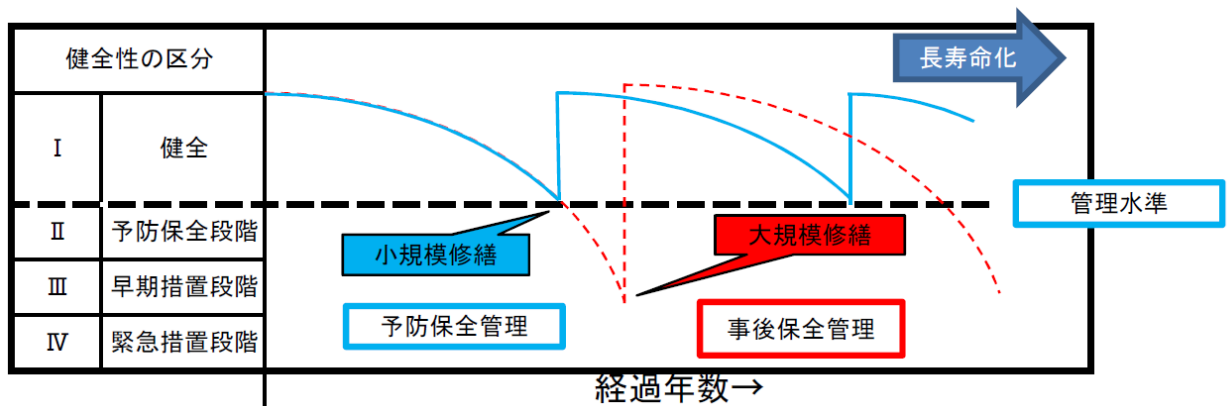 健全性の区分
長寿命化
Ⅰ 健全
管理水準
Ⅱ 予防保全段階
小規模修繕
大規模修繕
Ⅲ 早期措置段階
予防保全管理
事後保全管理
Ⅳ 緊急措置段階
経過年数→